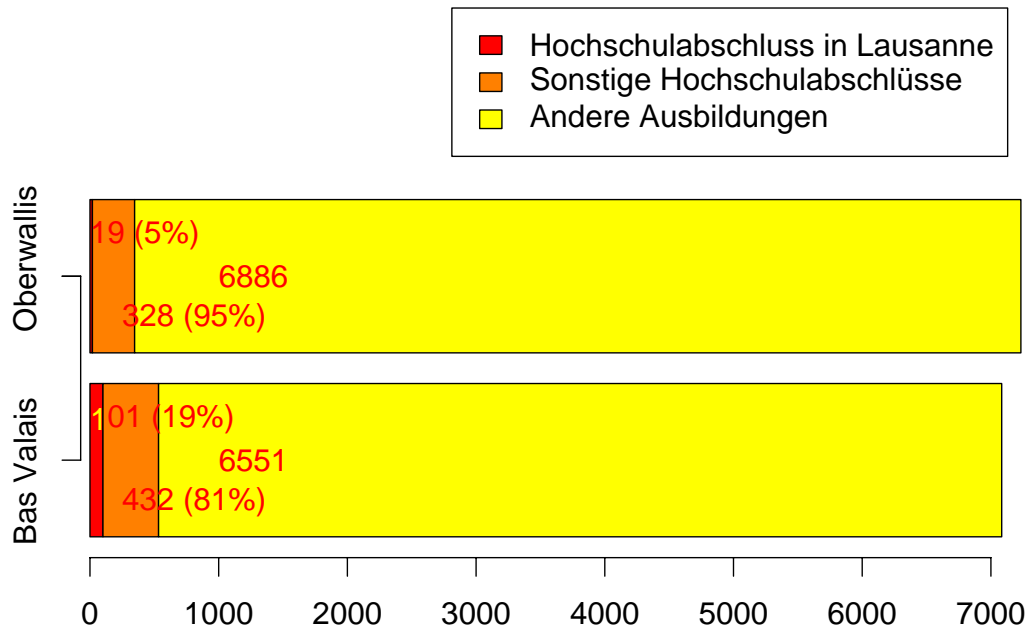 Hochschulabschluss in Lausanne
Sonstige Hochschulabschlüsse
Andere Ausbildungen
Oberwallis
19 (5%)
6886
328 (95%)
Bas Valais
101 (19%)
6551
432 (81%)
0 1000 2000 3000 4000 5000 6000 7000